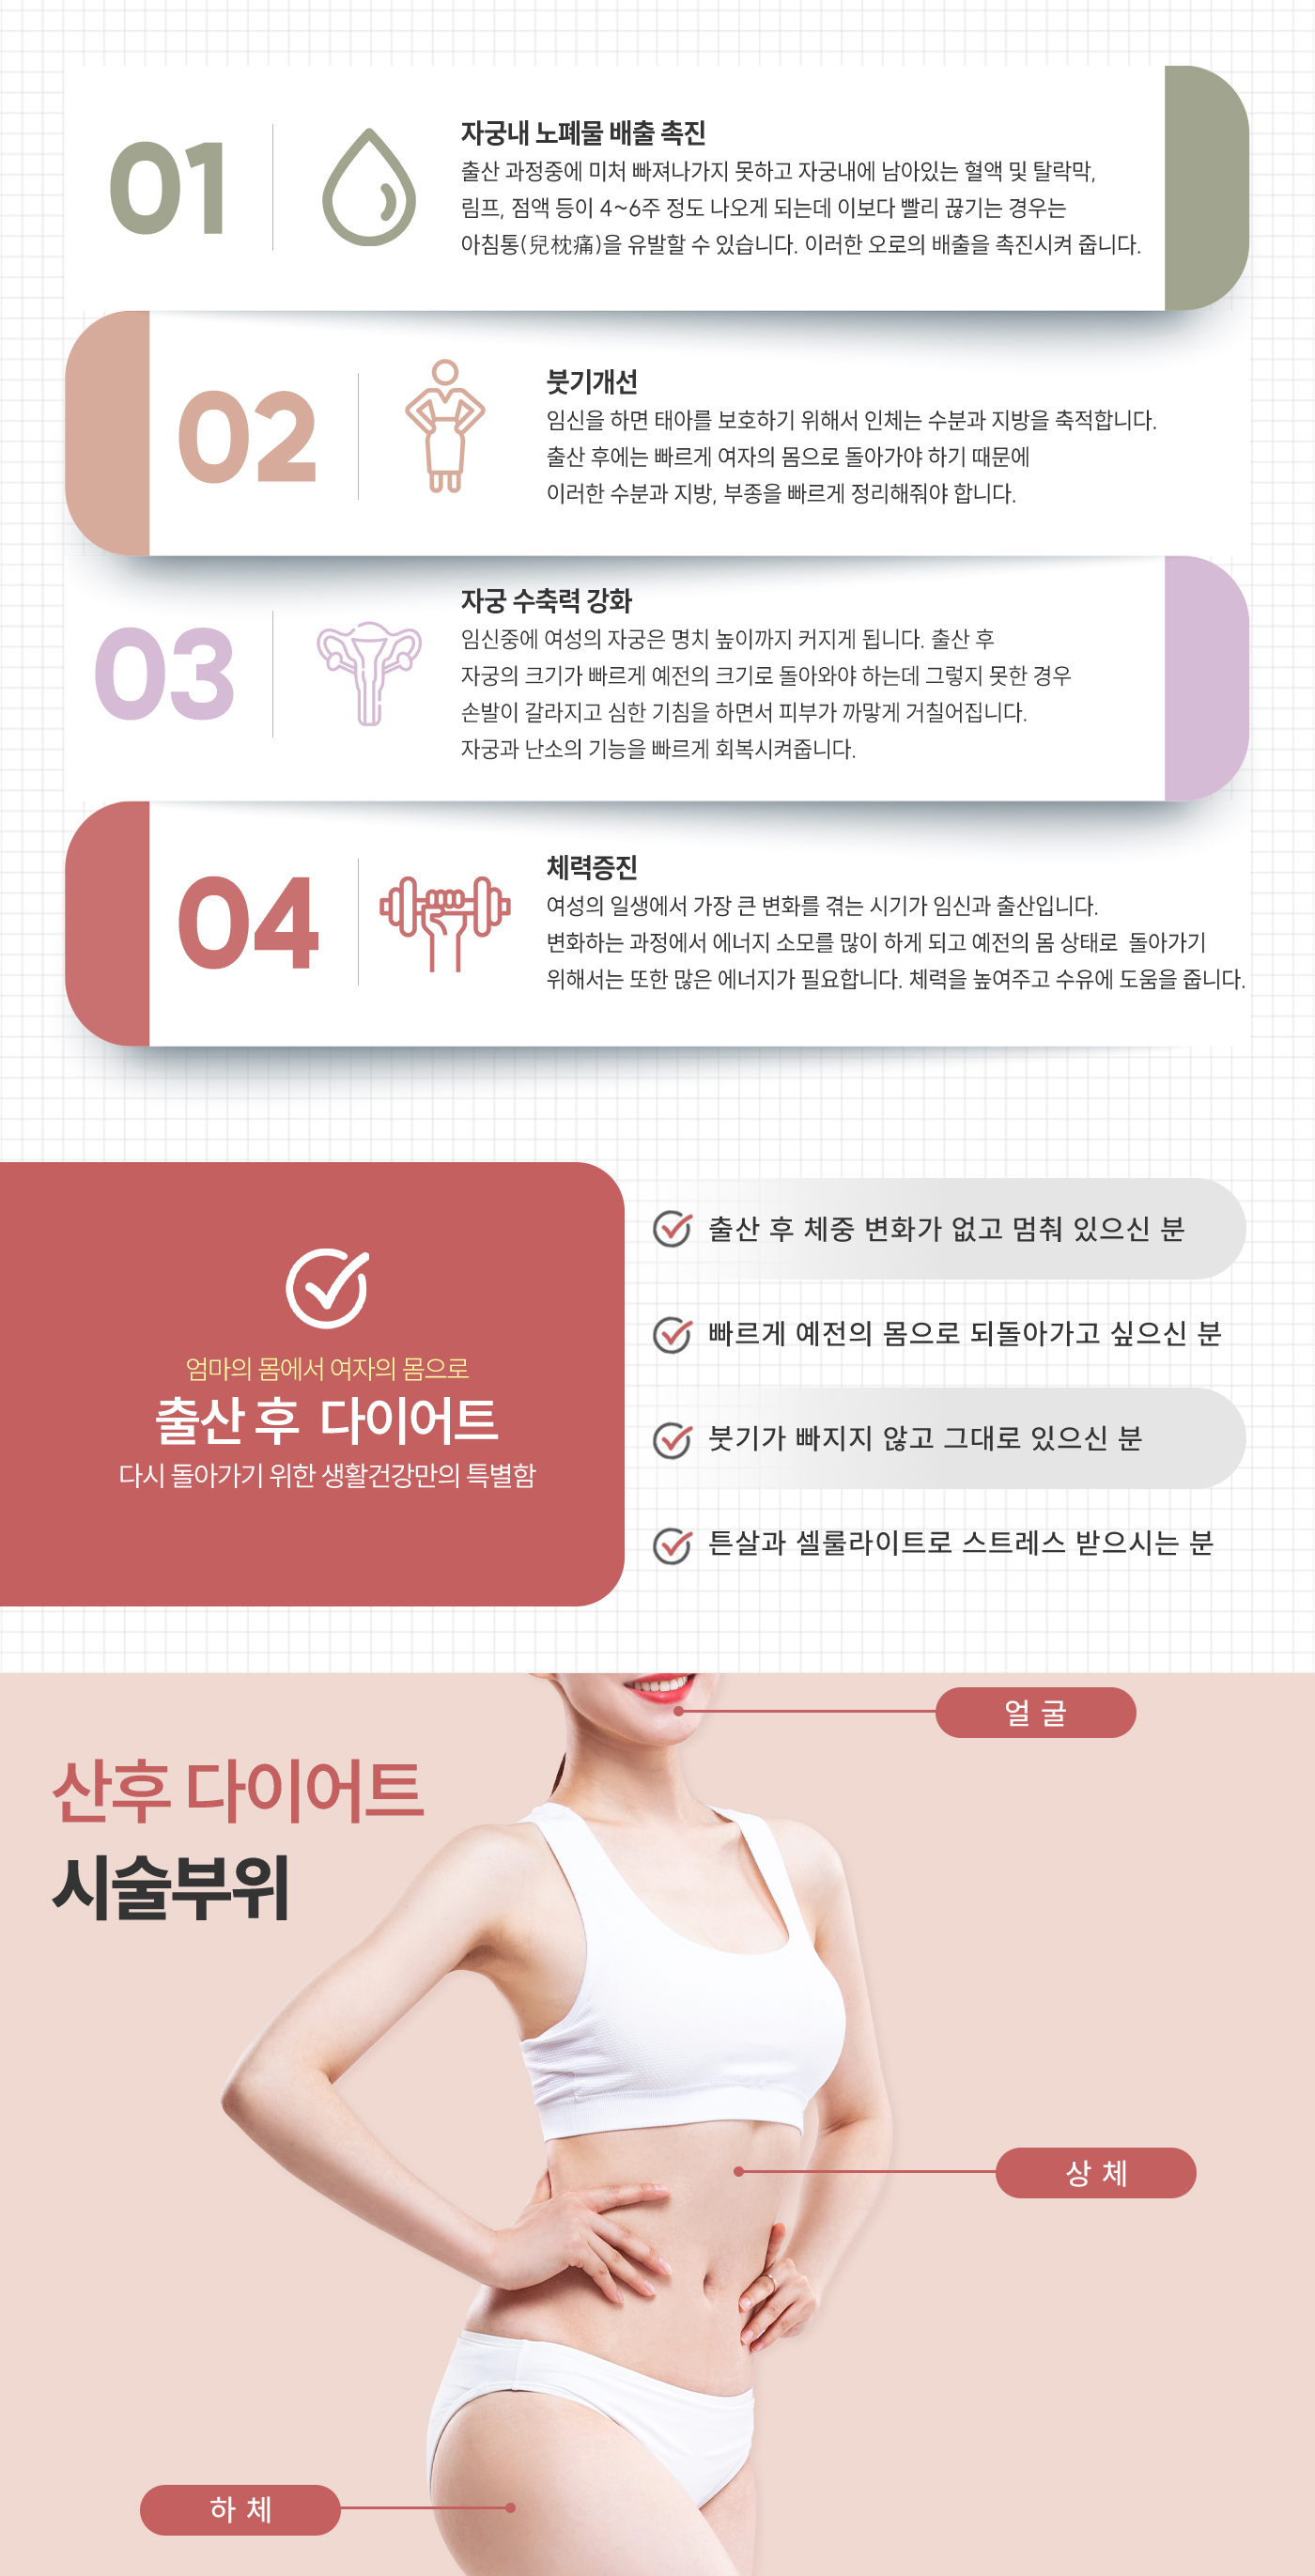 01
자궁내 노폐물 배출 촉진
출산 과정중에 미처 빠져나가지 못하고 자궁내에 남아있는 혈액 및 탈락막,
림프, 점액 등이 4~6주 정도 나오게 되는데 이보다 빨리 끊기는 경우는
아침통(兒枕痛)을 유발할 수 있습니다. 이러한 오로의 배출을 촉진시켜 줍니다.
02
붓기개선
임신을 하면 태아를 보호하기 위해서 인체는 수분과 지방을 축적합니다.
출산 후에는 빠르게 여자의 몸으로 돌아가야 하기 때문에
이러한 수분과 지방, 부종을 빠르게 정리해줘야 합니다.
03
자궁 수축력 강화
임신중에 여성의 자궁은 명치 높이까지 커지게 됩니다. 출산 후
자궁의 크기가 빠르게 예전의 크기로 돌아와야 하는데 그렇지 못한 경우
손발이 갈라지고 심한 기침을 하면서 피부가 까맣게 거칠어집니다.
자궁과 난소의 기능을 빠르게 회복시켜줍니다.
04
체력증진
여성의 일생에서 가장 큰 변화를 겪는 시기가 임신과 출산입니다.
변화하는 과정에서 에너지 소모를 많이 하게 되고 예전의 몸 상태로 돌아가기
위해서는 또한 많은 에너지가 필요합니다. 체력을 높여주고 수유에 도움을 줍니다.
엄마의 몸에서 여자의 몸으로
출산 후 다이어트
다시 돌아가기 위한 생활건강만의 특별함
출산 후 체중 변화가 없고 멈춰 있으신 분
빠르게 예전의 몸으로 되돌아가고 싶으신 분
붓기가 빠지지 않고 그대로 있으신 분
튼살과 셀룰라이트로 스트레스 받으시는 분
얼굴
산후 다이어트
시술부위
상체
하체